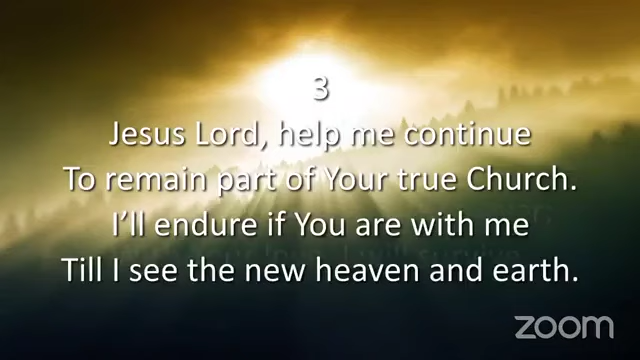 3
Jesus Lord, help me continue
To remain part of Your true Church.
I'll endure if You are with me
Till I see the new heaven and earth.
zoom